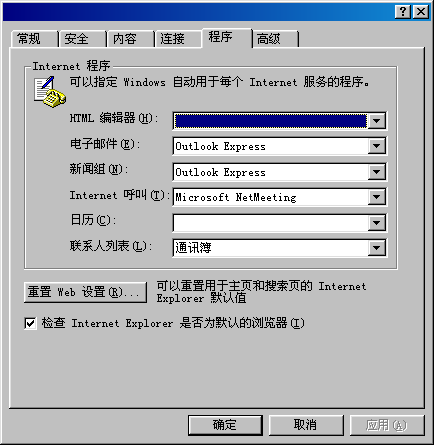 常规 安全 内容 连接 程序 高级
Internet 程序
可以指定 Windows 自动用于每个 Internet 服务的程序。
HTML 编辑器(H):
电子邮件(E): Outlook Express
新闻组(N): Outlook Express
Internet 呼叫(T): Microsoft NetMeeting
日历(C):
联系人列表(L): 通讯簿
重置 Web 设置(R)... 可以重置用于主页和搜索页的 Internet
Explorer 默认值
检查 Internet Explorer 是否为默认的浏览器(I)
确定 取消 应用(A)